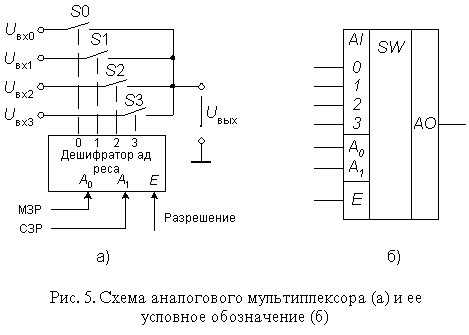 S0
Uвх0
S1
Uвх1
S2
Uвх2
S3
Uвх3
Uвых
0 1 2 3
Дешифратор ад
реса
A0 A1 E
МЗР
СЗР
Разрешение
а)
AI
SW
0
1
2
3
AO
A0
A1
E
б)
Рис. 5. Схема аналогового мультиплексора (а) и ее
условное обозначение (б)